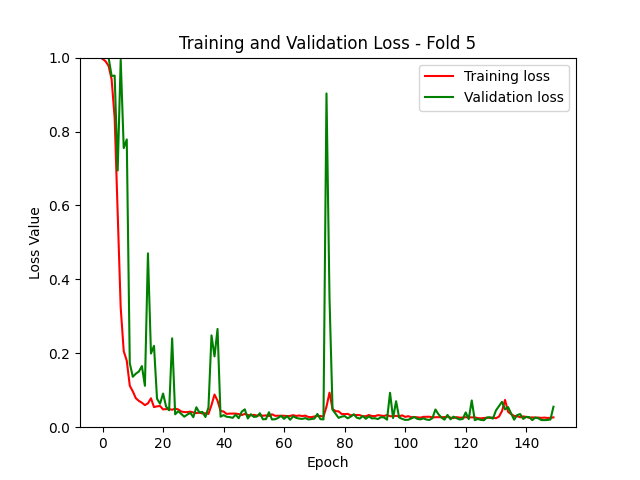 Training and Validation Loss - Fold 5
Training loss
Validation loss
Loss Value
1.0
0.8
0.6
0.4
0.2
0.0
0 20 40 60 80 100 120 140
Epoch